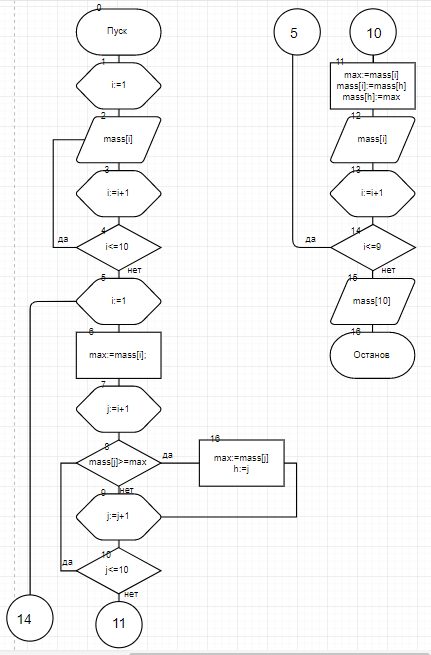 0
Пуск
1
i:=1
2
mass[i]
3
i:=i+1
4
i<=10
да
нет
5
i:=1
6
max:=mass[i];
7
j:=i+1
8
mass[j]>=max
да
нет
16
max:=mass[j]
h:=j
9
j:=j+1
10
j<=10
да
нет
14
11
5
10
11
max:=mass[i]
mass[i]:=mass[h]
mass[h]:=max
12
mass[i]
13
i:=i+1
14
i<=9
да
нет
15
mass[10]
16
Останов